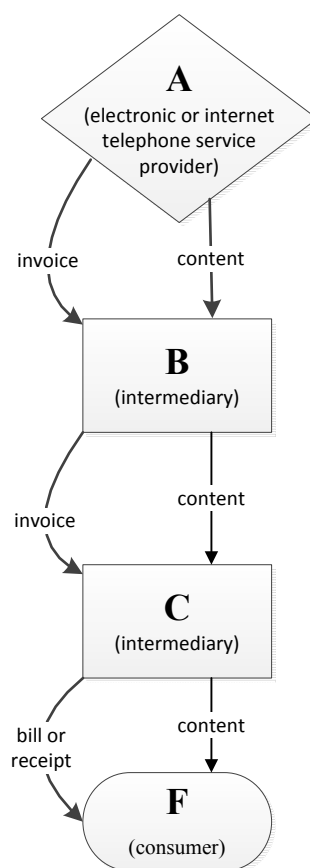 A
(electronic or internet
telephone service
provider)
invoice
content
B
(intermediary)
invoice
content
C
(intermediary)
bill or
receipt
content
F
(consumer)